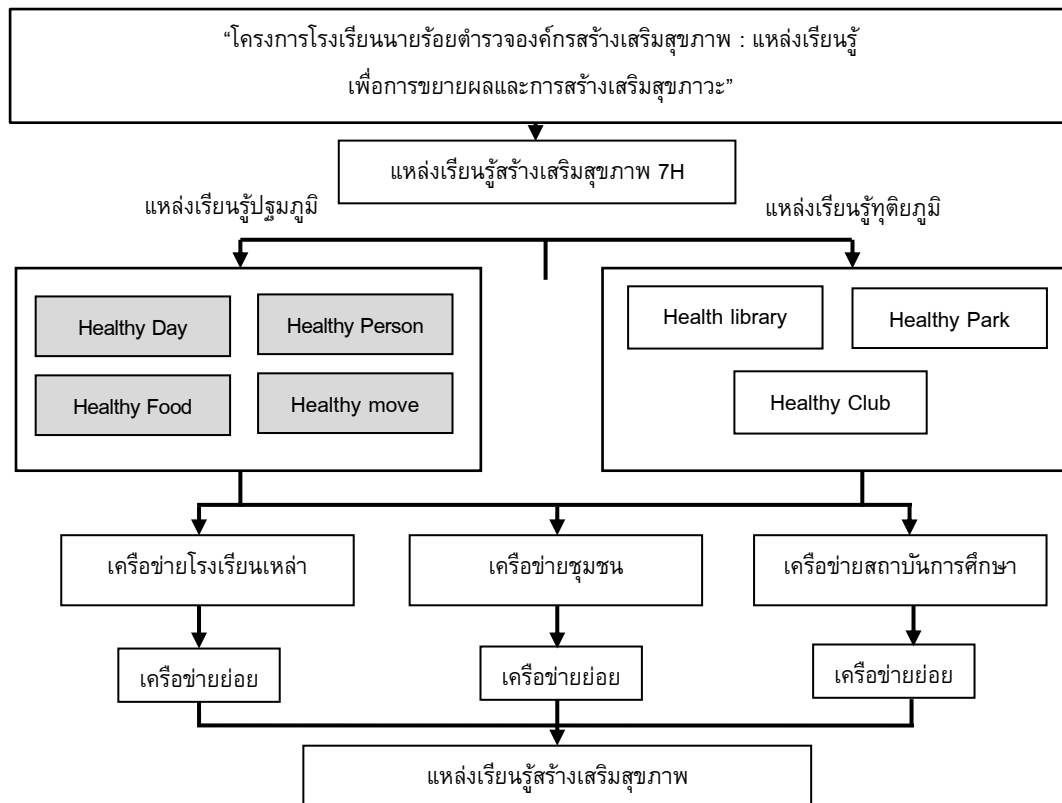 “โครงการโรงเรียนนายร้อยตำรวจองค์กรสร้างเสริมสุขภาพ : แหล่งเรียนรู้
เพื่อการขยายผลและการสร้างเสริมสุขภาวะ”
แหล่งเรียนรู้สร้างเสริมสุขภาพ 7H
แหล่งเรียนรู้ปฐมภูมิ
แหล่งเรียนรู้ทุติยภูมิ
Healthy Day
Healthy Person
Healthy Food
Healthy move
Health library
Healthy Park
Healthy Club
เครือข่ายโรงเรียนเหล่า
เครือข่ายชุมชน
เครือข่ายสถาบันการศึกษา
เครือข่ายย่อย
เครือข่ายย่อย
เครือข่ายย่อย
แหล่งเรียนรู้สร้างเสริมสุขภาพ